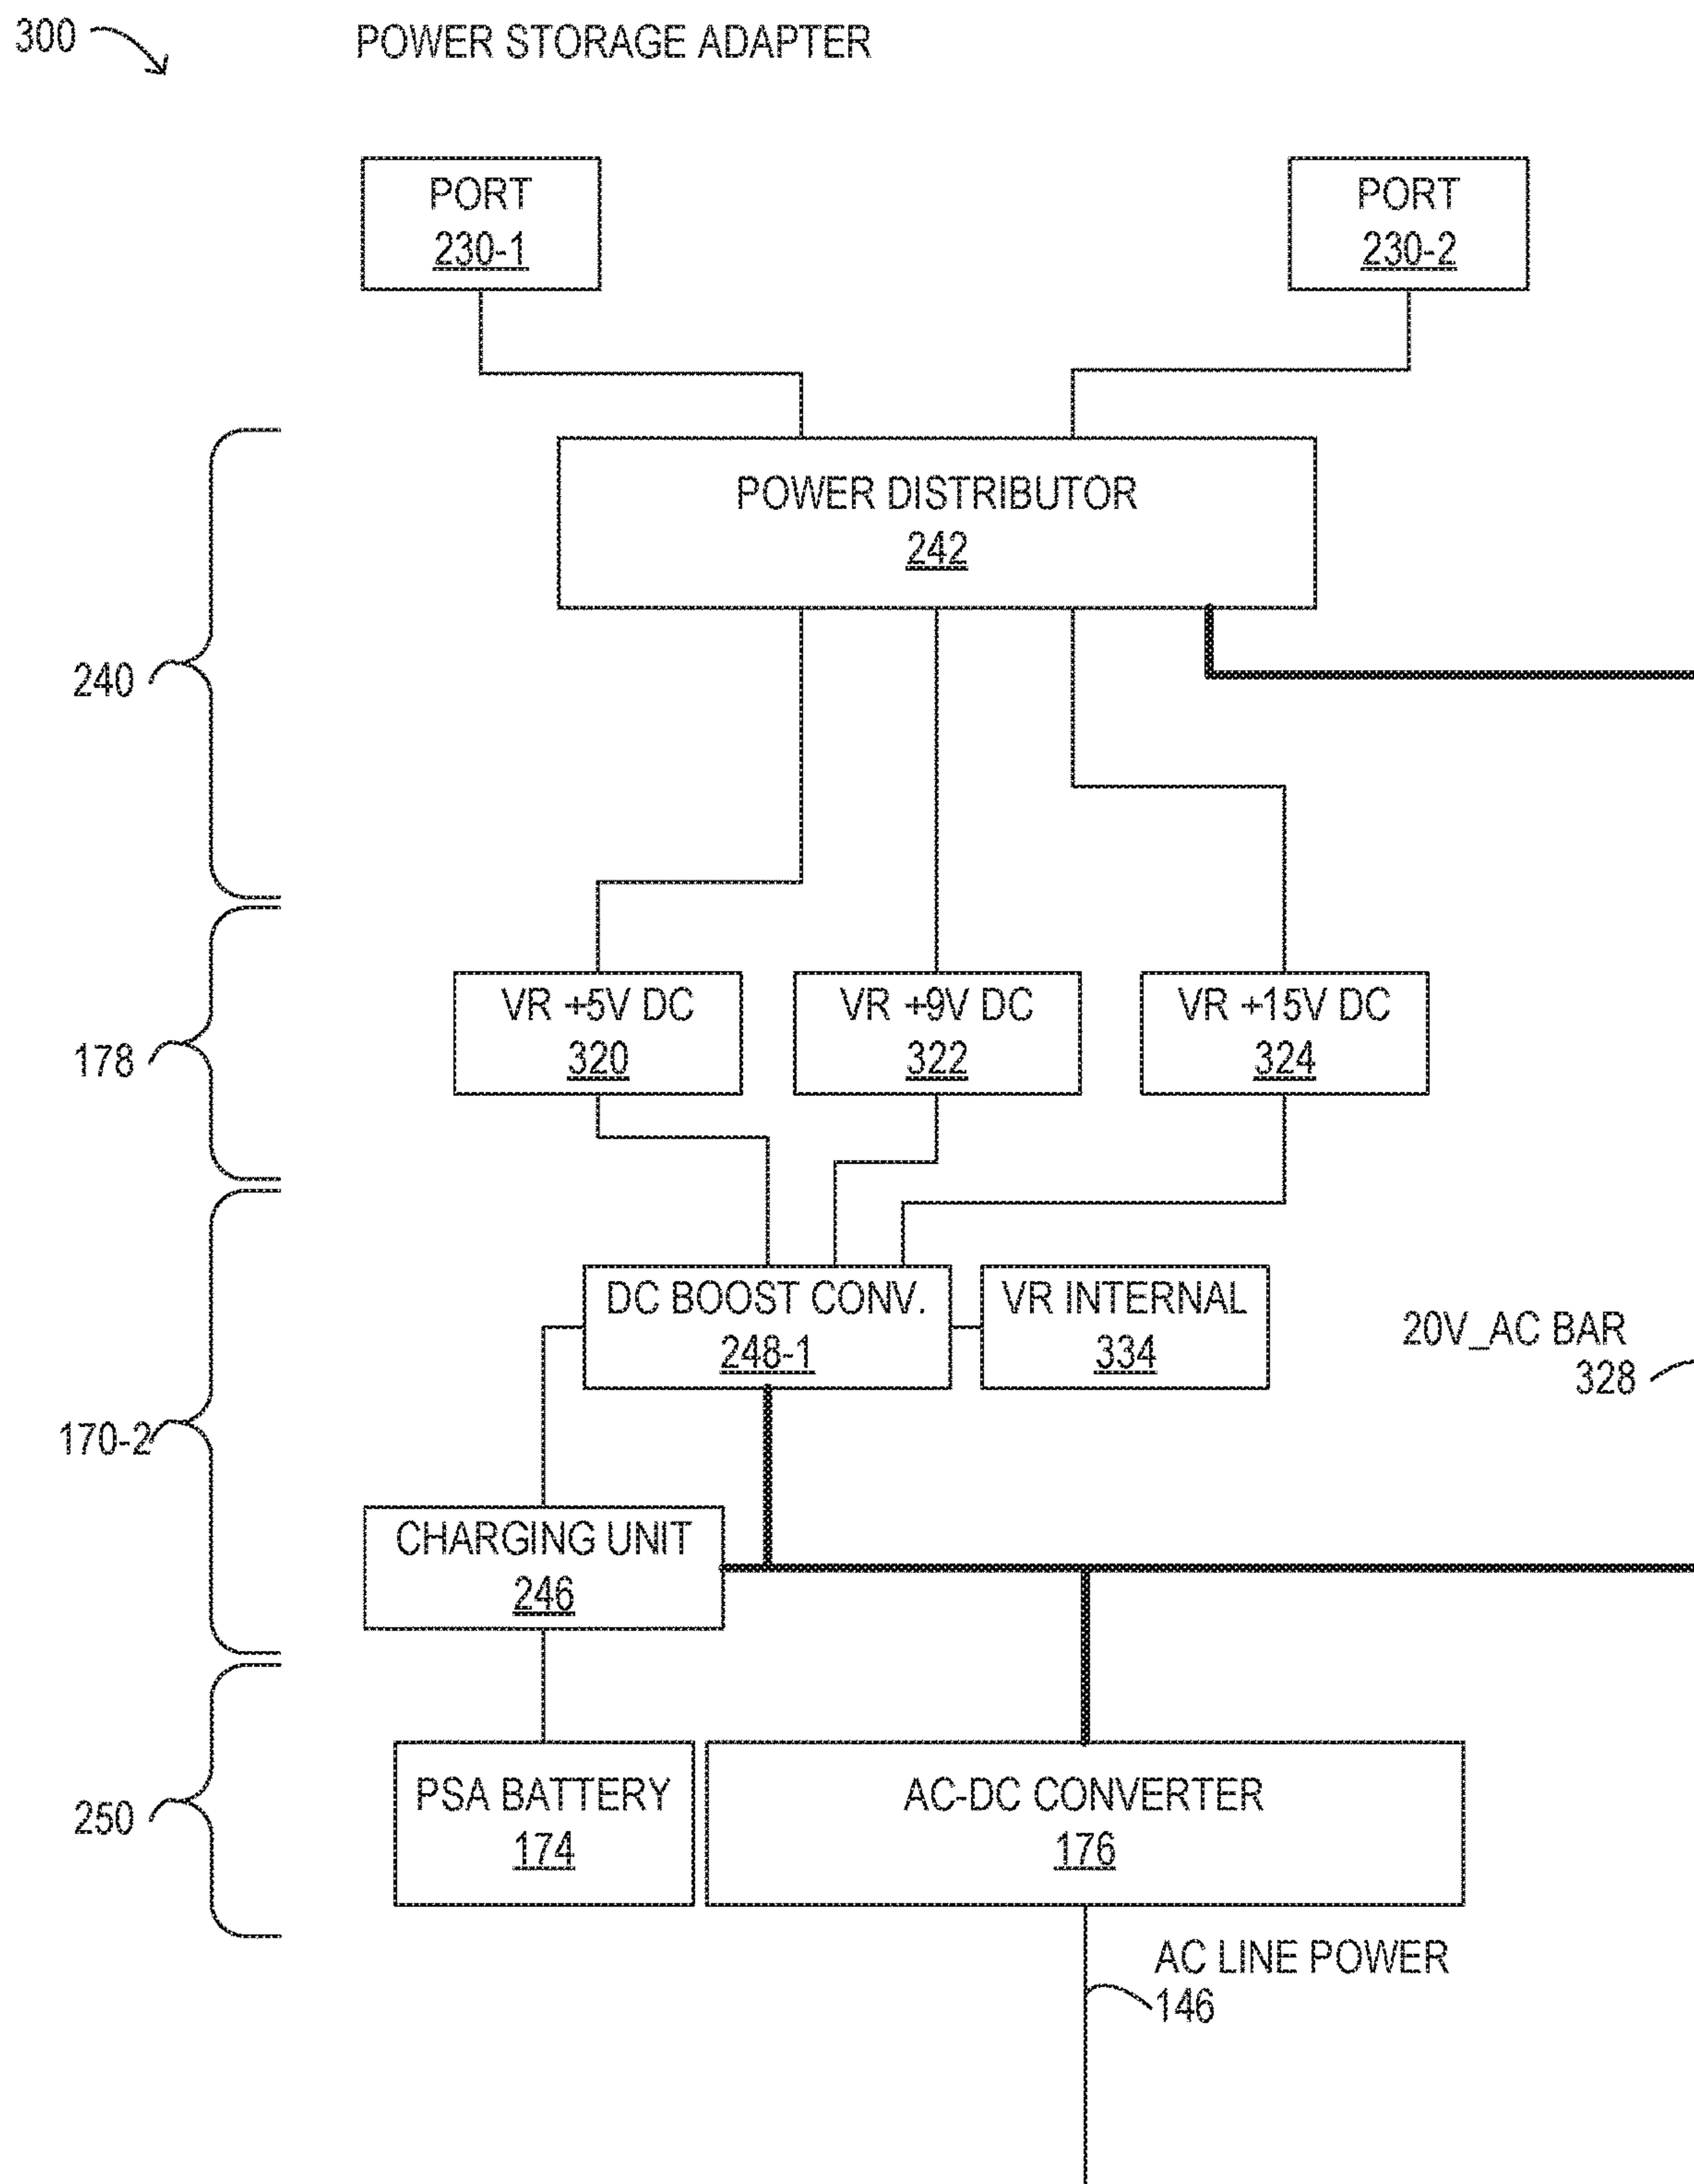 300
POWER STORAGE ADAPTER
PORT
230-1
PORT
230-2
POWER DISTRIBUTOR
242
240
VR +5V DC
320
VR +9V DC
322
VR +15V DC
324
178
DC BOOST CONV.
248-1
VR INTERNAL
334
20V_AC BAR
328
170-2
CHARGING UNIT
246
PSA BATTERY
174
AC-DC CONVERTER
176
250
AC LINE POWER
146